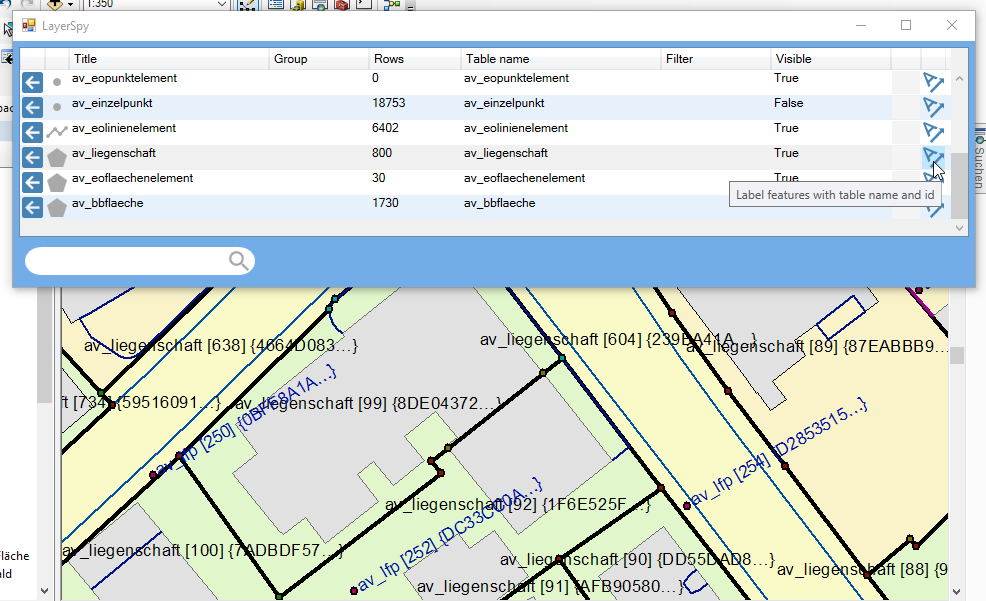 1:350
LayerSpy
Title Group Rows Table name Filter Visible
av_eopunktelement 0 av_eopunktelement True
av_einzelpunkt 18753 av_einzelpunkt False
av_eolinienelement 6402 av_eolinienelement True
av_liegenschaft 800 av_liegenschaft True
av_eoflaechenelement 30 av_eoflaechenelement True
Label features with table name and id
av_bbflaeche 1730 av_bbflaeche
Suchen
av_liegenschaft [638] {4664D083...}
av_liegenschaft [604] {239BA41A...}
av_liegenschaft [89] {87EABBB9...
ft [734] {59516091...}
av_liegenschaft [99] {8DE04372...}
av_lfp [250] {0BF58A1A...}
av_lfp [254] {D2853515...}
av_liegenschaft [92] {1F6E525F...}
av_lfp [252] {DC33CC0A...}
av_liegenschaft [100] {7ADBDF57...}
av_liegenschaft [90] {DD55DAD8...}
av_liegenschaft [88] {9
av_liegenschaft [91] {AFB90580...}
läche
ald